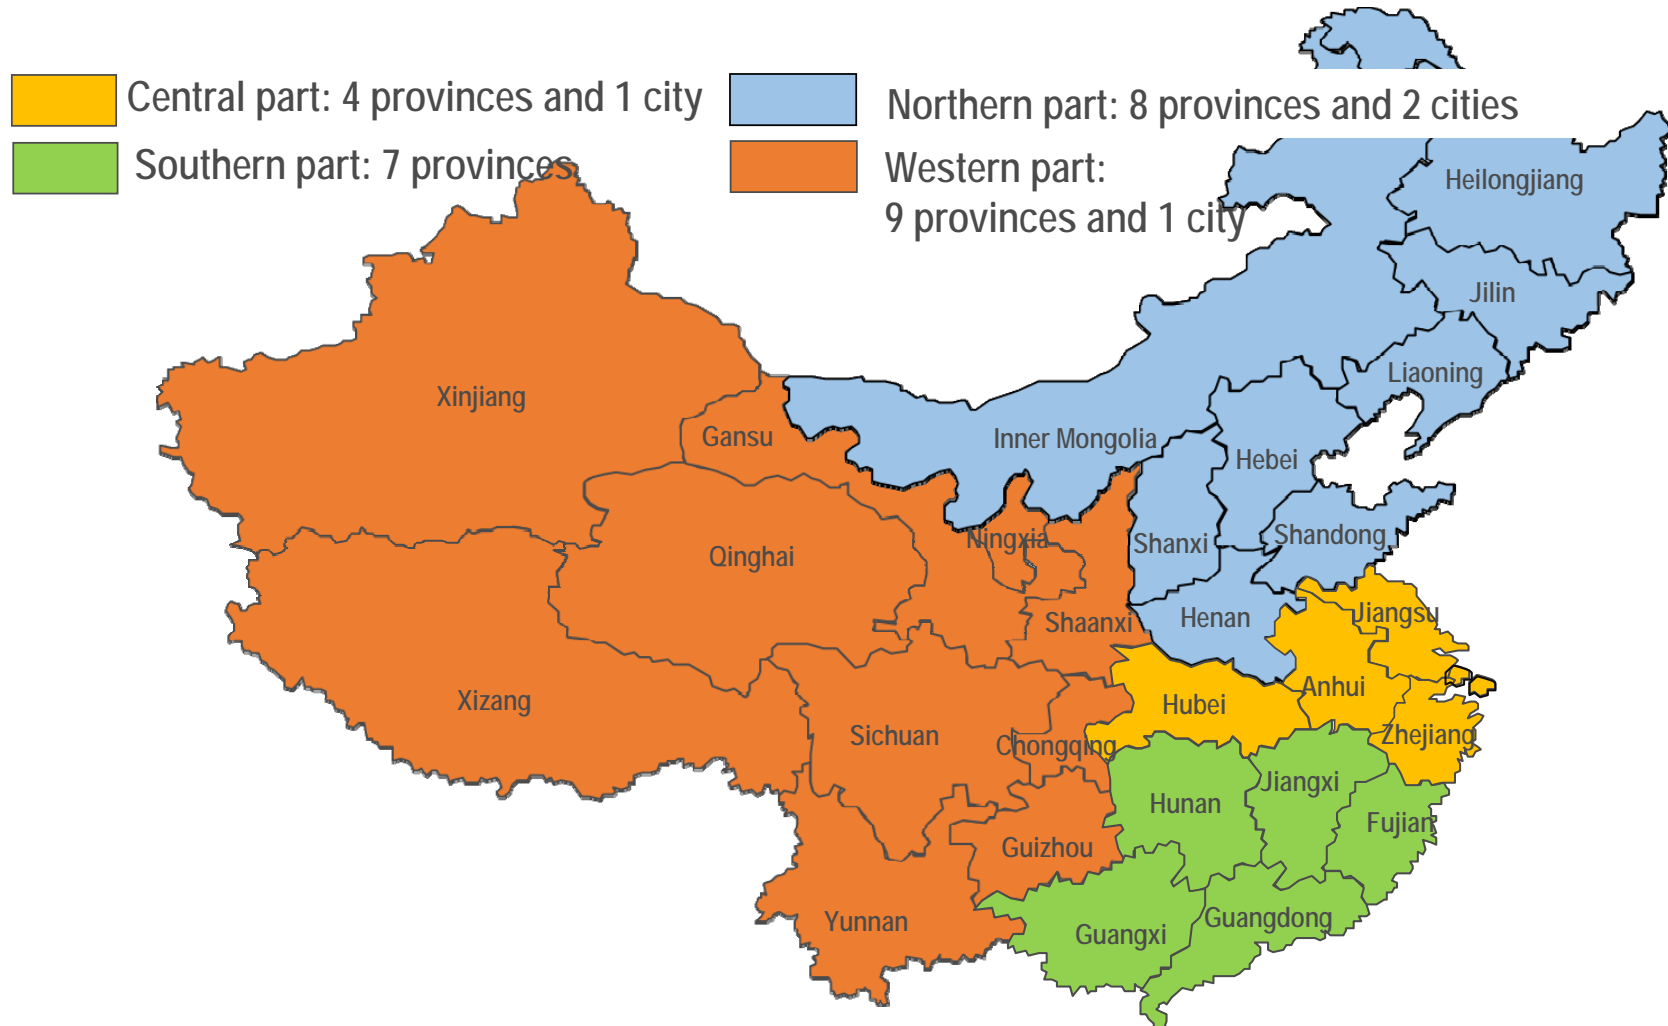 Central part: 4 provinces and 1 city
Northern part: 8 provinces and 2 cities
Southern part: 7 provinces
Western part:
9 provinces and 1 city
Heilongjiang
Jilin
Liaoning
Xinjiang
Gansu
Inner Mongolia
Hebei
Ningxia
Shanxi
Shandong
Qinghai
Shaanxi
Henan
Jiangsu
Xizang
Hubei
Anhui
Sichuan
Chongqing
Zhejiang
Hunan
Jiangxi
Fujian
Guizhou
Yunnan
Guangxi
Guangdong